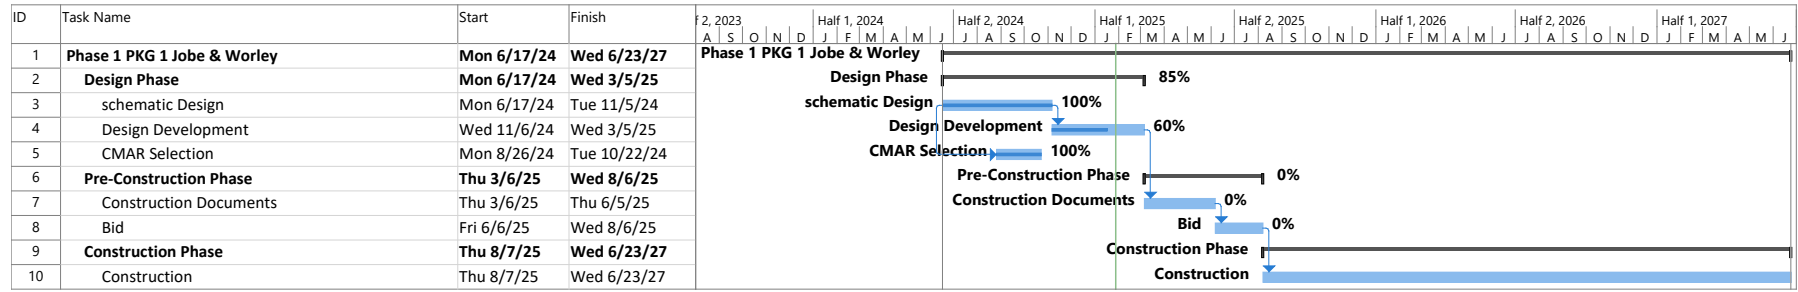 ID Task Name Start Finish f 2, 2023 Half 1, 2024 Half 2, 2024 Half 1, 2025 Half 2, 2025 Half 1, 2026 Half 2, 2026 Half 1, 2027
A S O N D J F M A M J J A S O N D J F M A M J J A S O N D J F M A M J J A S O N D J F M A M J
1 Phase 1 PKG 1 Jobe & Worley Mon 6/17/24 Wed 6/23/27 Phase 1 PKG 1 Jobe & Worley
2 Design Phase Mon 6/17/24 Wed 3/5/25 Design Phase 85%
3 schematic Design Mon 6/17/24 Tue 11/5/24 schematic Design 100%
4 Design Development Wed 11/6/24 Wed 3/5/25 Design Development 60%
5 CMAR Selection Mon 8/26/24 Tue 10/22/24 CMAR Selection 100%
6 Pre-Construction Phase Thu 3/6/25 Wed 8/6/25 Pre-Construction Phase 0%
7 Construction Documents Thu 3/6/25 Thu 6/5/25 Construction Documents 0%
8 Bid Fri 6/6/25 Wed 8/6/25 Bid 0%
9 Construction Phase Thu 8/7/25 Wed 6/23/27 Construction Phase
10 Construction Thu 8/7/25 Wed 6/23/27 Construction